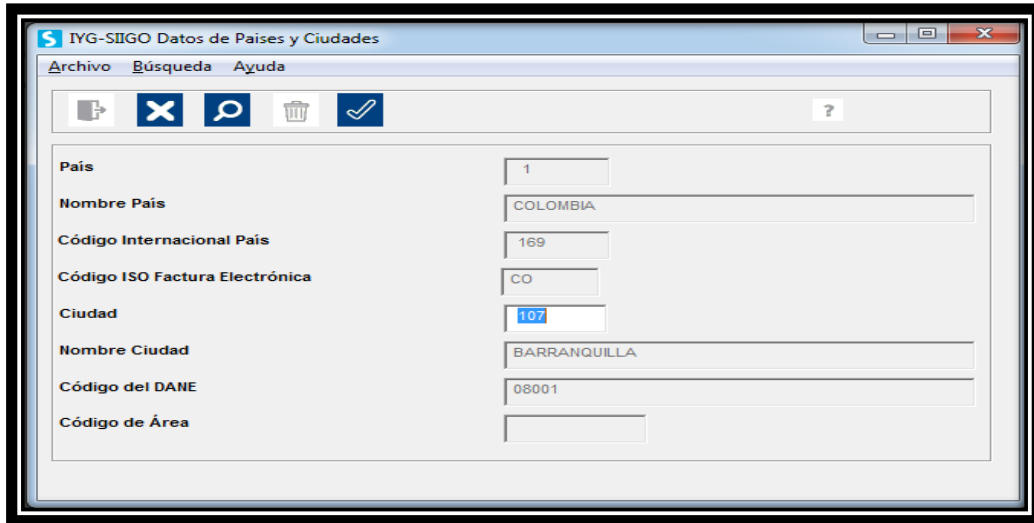 IYG-SIIGO Datos de Paises y Ciudades
Archivo Búsqueda Ayuda
?
País 1
Nombre País COLOMBIA
Código Internacional País 169
Código ISO Factura Electrónica CO
Ciudad 107
Nombre Ciudad BARRANQUILLA
Código del DANE 08001
Código de Área